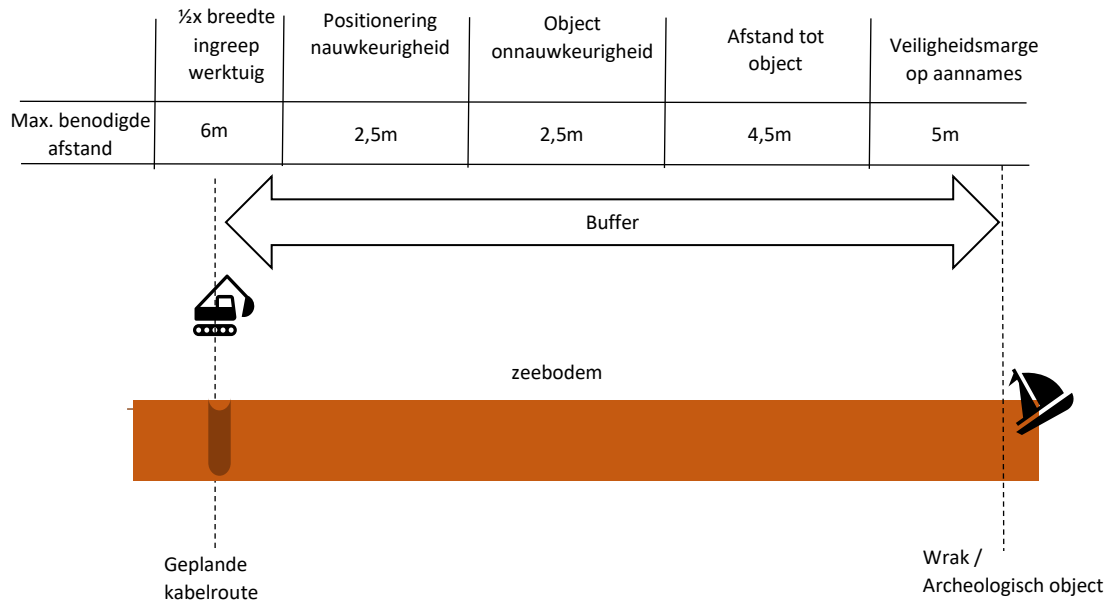 ½x breedte
ingreep
werktuig
Positionering
nauwkeurigheid
Object
onnauwkeurigheid
Afstand tot
object
Veiligheidsmarge
op aannames
Max. benodigde
afstand
6m
2,5m
2,5m
4,5m
5m
Buffer
zeebodem
Geplande
kabelroute
Wrak /
Archeologisch object